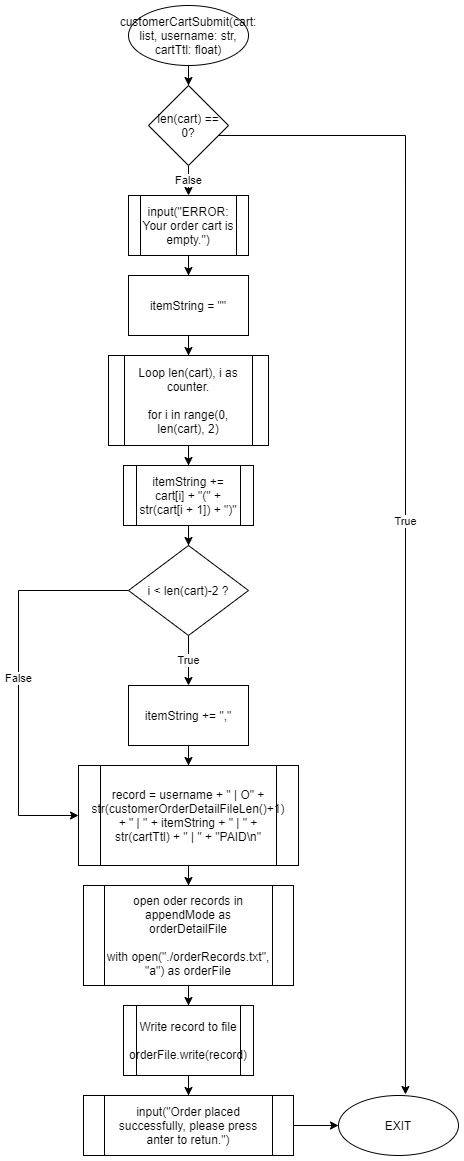 customerCartSubmit(cart:
list, username: str,
cartTtl: float)
len(cart) ==
0?
False
input("ERROR:
Your order cart is
empty.")
itemString = ""
Loop len(cart), i as
counter.
for i in range(0,
len(cart), 2)
itemString +=
cart[i] + "(" +
str(cart[i + 1]) + ")"
True
i < len(cart)-2 ?
True
False
itemString += ","
record = username + " | O" +
str(customerOrderDetailFileLen()+1)
+ " | " + itemString + " | " +
str(cartTtl) + " | " + "PAID\n"
open oder records in
appendMode as
orderDetailFile
with open("./orderRecords.txt",
"a") as orderFile
Write record to file
orderFile.write(record)
input("Order placed
successfully, please press
anter to retun.")
EXIT